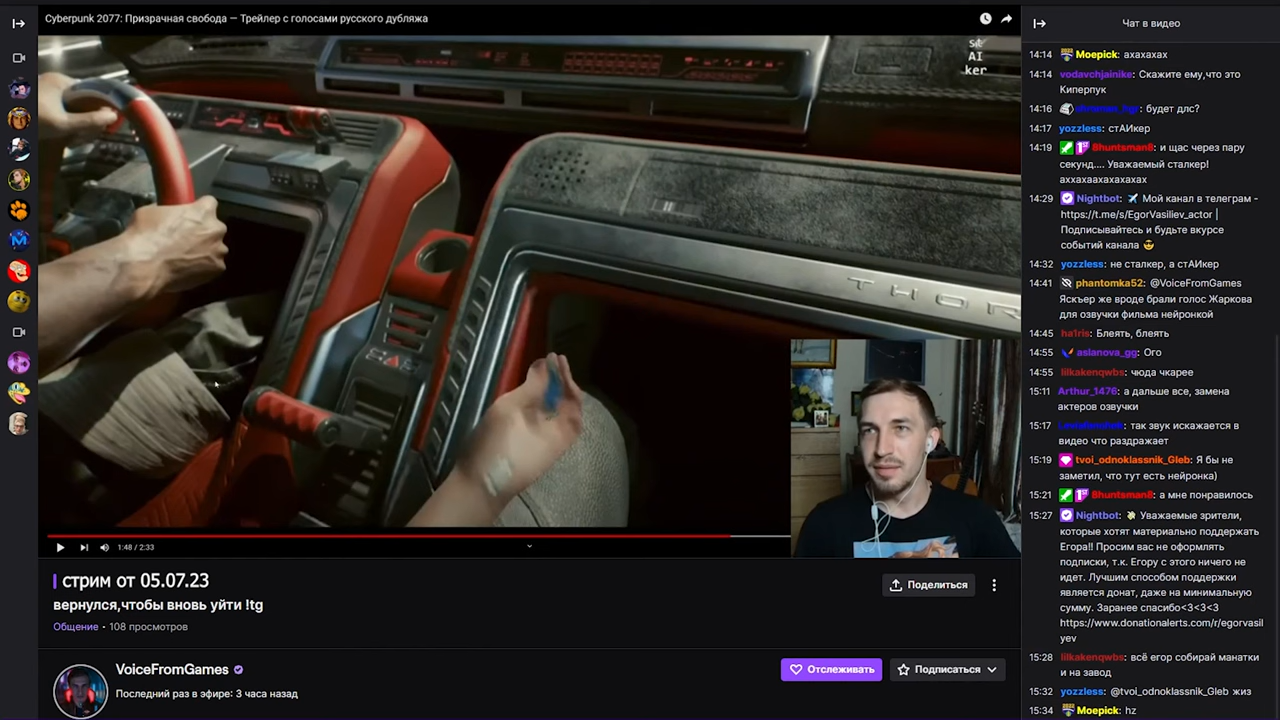 Cyberpunk 2077: Призрачная свобода — Трейлер с голосами русского дубляжа
st
AI
ker
THOR
1:48 / 2:33
стрим от 05.07.23
вернулся,чтобы вновь уйти !tg
Общение • 108 просмотров
Поделиться
VoiceFromGames
Последний раз в эфире: 3 часа назад
Отслеживать
Подписаться
Чат в видео
14:14 Moepick: ахахахах
14:14 vodavchjainike: Скажите ему,что это
Киперпук
14:16 : будет длс?
14:17 yozzless: стАИкер
14:19 8huntsman8: и щас через пару
секунд.... Уважаемый сталкер!
аххахаахахахахах
14:29 Nightbot: Мой канал в телеграм -
https://t.me/s/EgorVasiliev_actor |
Подписывайтесь и будьте вкурсе
событий канала
14:32 yozzless: не сталкер, а стАЙкер
14:41 phantomka52: @VoiceFromGames
Яскъер же вроде брали голос Жаркова
для озвучки фильма нейронкой
14:45 ha1ris: Блеять, блеять
14:55 aslanova_gg: Ого
14:55 lilkakenqwbs: чюда чкарее
15:11 Arthur_1476: а дальше все, замена
актеров озвучки
15:17 : так звук искажается в
видео что раздражает
15:19 tvoi_odnoklassnik_Gleb: Я бы не
заметил, что тут есть нейронка)
15:21 8huntsman8: а мне понравилось
15:27 Nightbot: Уважаемые зрители,
которые хотят материально поддержать
Егора!! Просим вас не оформлять
подписки, т.к. Егору с этого ничего не
идет. Лучшим способом поддержки
является донат, даже на минимальную
сумму. Заранее спасибо<3<3<3
https://www.donationalerts.com/r/egorvasil
yev
15:28 lilkakenqwbs: всё егор собирай манатки
и на завод
15:32 yozzless: @tvoi_odnoklassnik_Gleb жиз
15:34 Moepick: hz